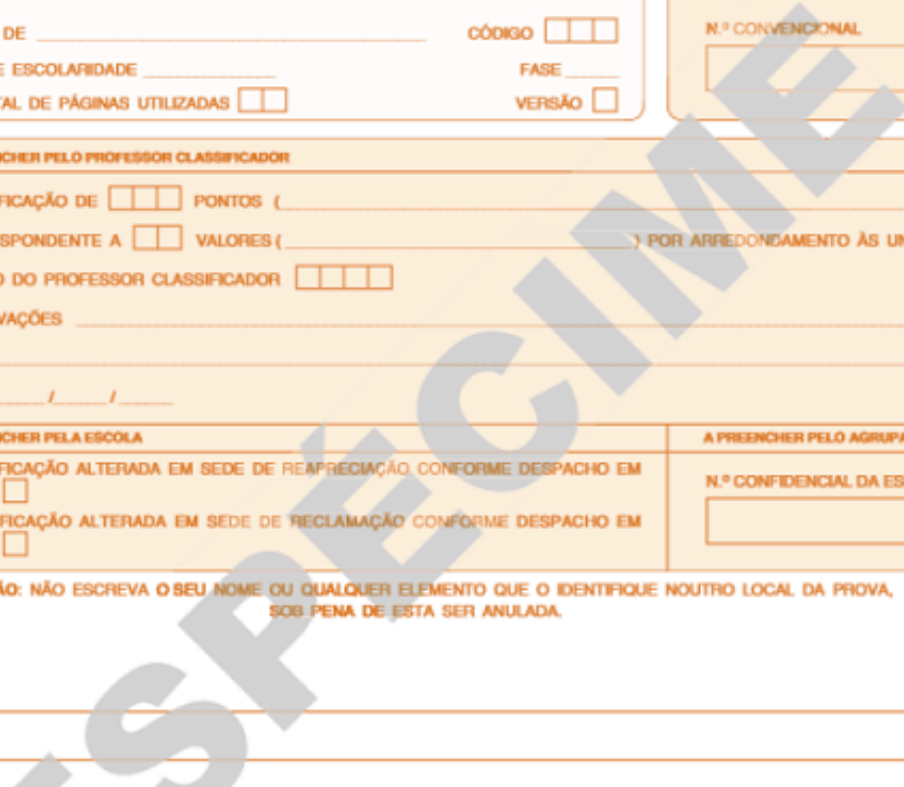 DE CÓDIGO
E ESCOLARIDADE FASE
TAL DE PÁGINAS UTILIZADAS VERSÃO
N.º CONVENCIONAL
NCHER PELO PROFESSOR CLASSIFICADOR
FICAÇÃO DE PONTOS (
SPONDENTE A VALORES ( ) POR ARREDONDAMENTO ÀS UN
O DO PROFESSOR CLASSIFICADOR
VAÇÕES
/ /
NCHER PELA ESCOLA
FICAÇÃO ALTERADA EM SEDE DE REAPRECIAÇÃO CONFORME DESPACHO EM
FICAÇÃO ALTERADA EM SEDE DE RECLAMAÇÃO CONFORME DESPACHO EM
A PREENCHER PELO AGRUPA
N.º CONFIDENCIAL DA ES
ÃO: NÃO ESCREVA O SEU NOME OU QUALQUER ELEMENTO QUE O IDENTIFIQUE NOUTRO LOCAL DA PROVA,
SOB PENA DE ESTA SER ANULADA.
ESPÉCIME